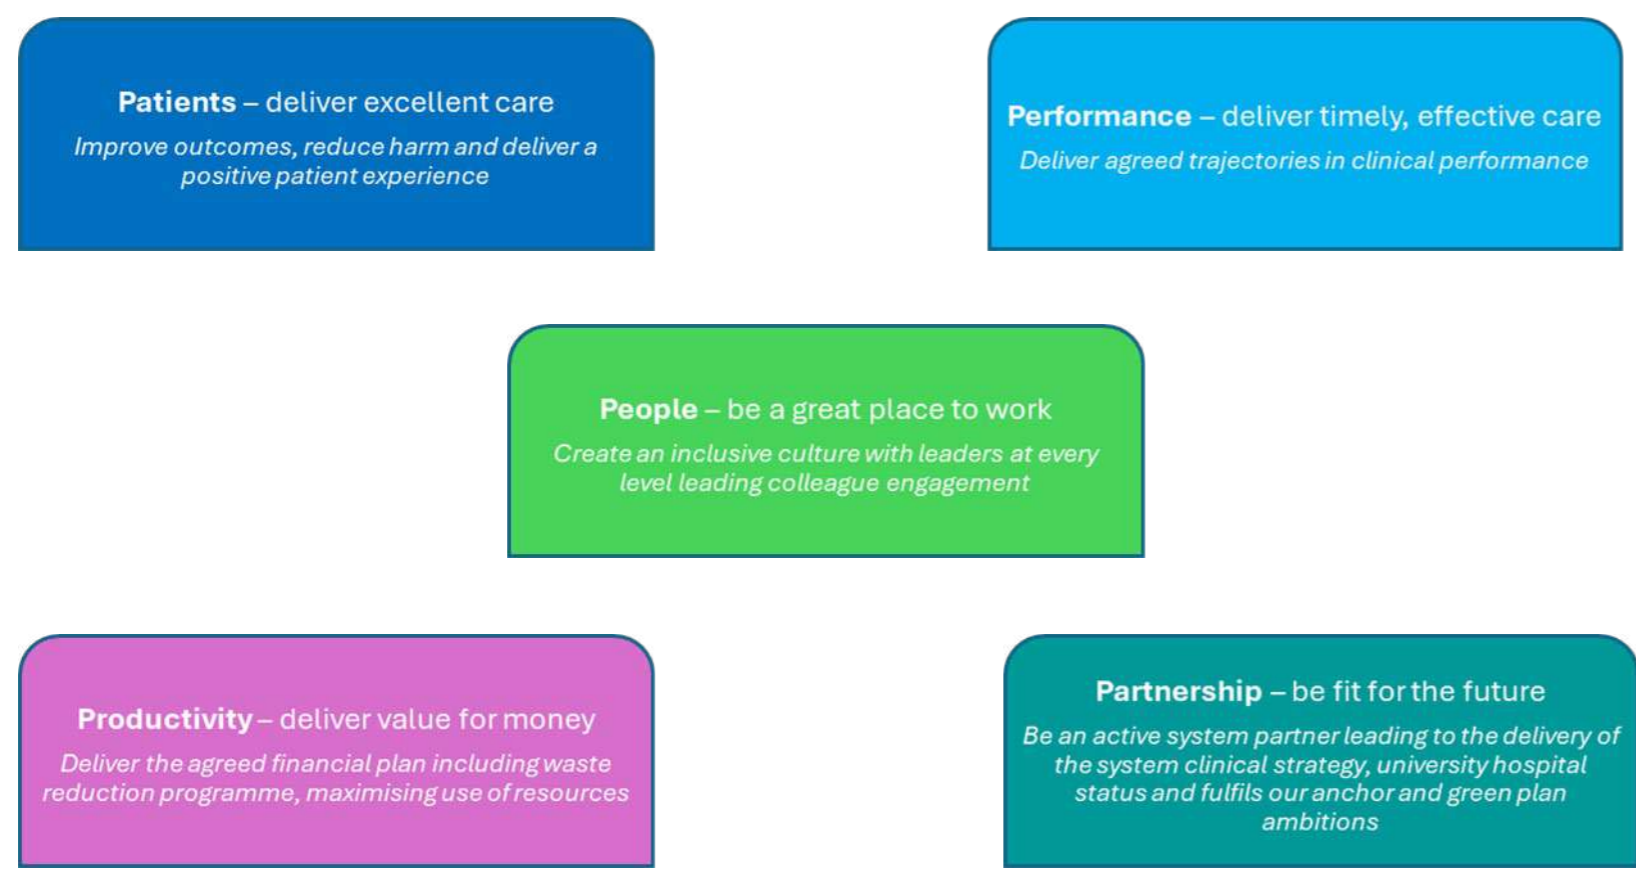 Patients – deliver excellent care
Improve outcomes, reduce harm and deliver a
positive patient experience
Performance – deliver timely, effective care
Deliver agreed trajectories in clinical performance
People – be a great place to work
Create an inclusive culture with leaders at every
level leading colleague engagement
Productivity – deliver value for money
Deliver the agreed financial plan including waste
reduction programme, maximising use of resources
Partnership – be fit for the future
Be an active system partner leading to the delivery of
the system clinical strategy, university hospital
status and fulfils our anchor and green plan
ambitions